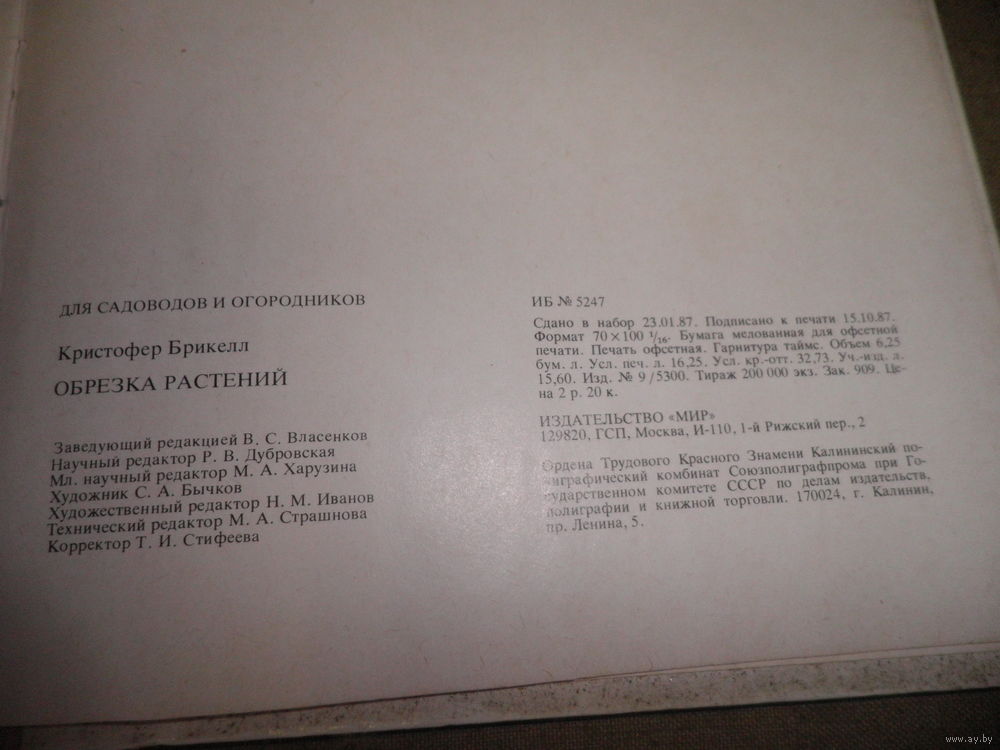 ДЛЯ САДОВОДОВ И ОГОРОДНИКОВ
Кристофер Брикелл
ОБРЕЗКА РАСТЕНИЙ
Заведующий редакцией В. С. Власенков
Научный редактор Р. В. Дубровская
Мл. научный редактор М. А. Харузина
Художник С. А. Бычков
Художественный редактор Н. М. Иванов
Технический редактор М. А. Страшнова
Корректор Т. И. Стифеева
ИБ № 5247
Сдано в набор 23.01.87. Подписано к печати 15.10.87.
Формат 70×100 1/16. Бумага мелованная для офсетной
печати. Печать офсетная. Гарнитура таймс. Объем 6,25
бум. л. Усл. печ. л. 16,25. Усл. кр.-отт. 32,73. Уч.-изд. л.
15,60. Изд. № 9/5300. Тираж 200 000 экз. Зак. 909. Це-
на 2 р. 20 к.
ИЗДАТЕЛЬСТВО «МИР»
129820, ГСП, Москва, И-110, 1-й Рижский пер., 2
Ордена Трудового Красного Знамени Калининский по-
лиграфический комбинат Союзполиграфпрома при Го-
сударственном комитете СССР по делам издательств,
полиграфии и книжной торговли. 170024, г. Калинин,
пр. Ленина, 5.
www.ay.by